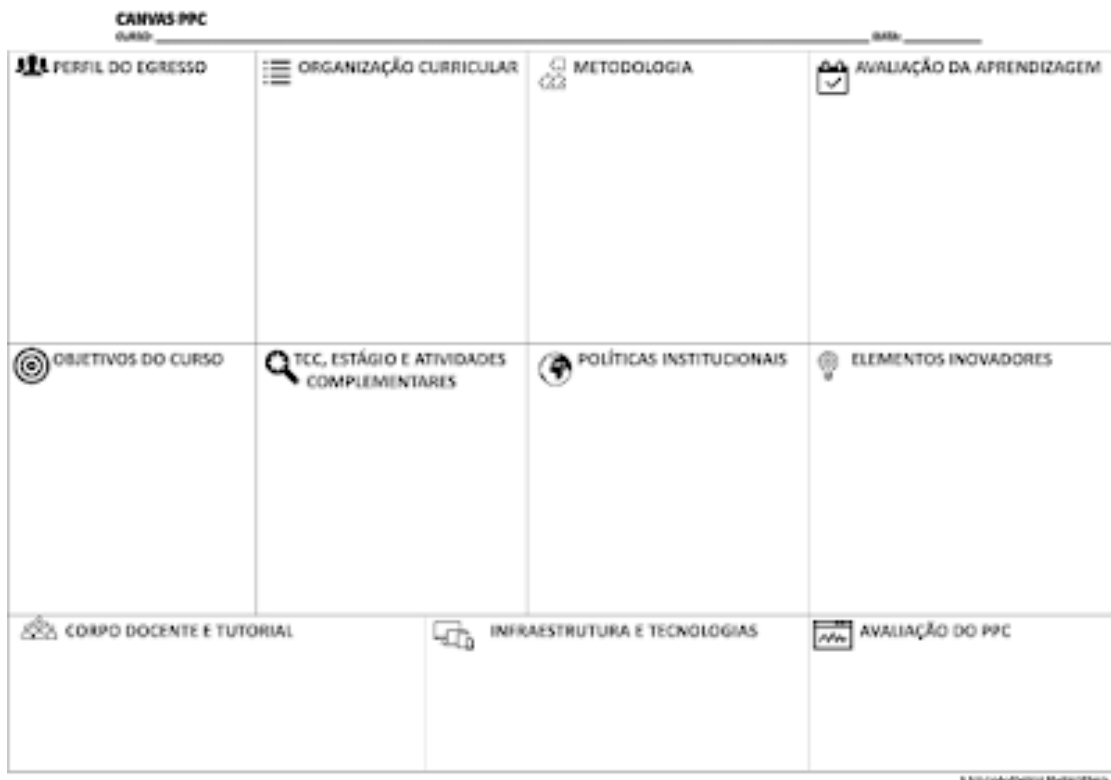 CANVAS PPC
CURSO: DATA:
PERFIL DO EGRESSO
ORGANIZAÇÃO CURRICULAR
METODOLOGIA
AVALIAÇÃO DA APRENDIZAGEM
OBJETIVOS DO CURSO
TCC, ESTÁGIO E ATIVIDADES
COMPLEMENTARES
POLÍTICAS INSTITUCIONAIS
ELEMENTOS INOVADORES
CORPO DOCENTE E TUTORIAL
INFRAESTRUTURA E TECNOLOGIAS
AVALIAÇÃO DO PPC